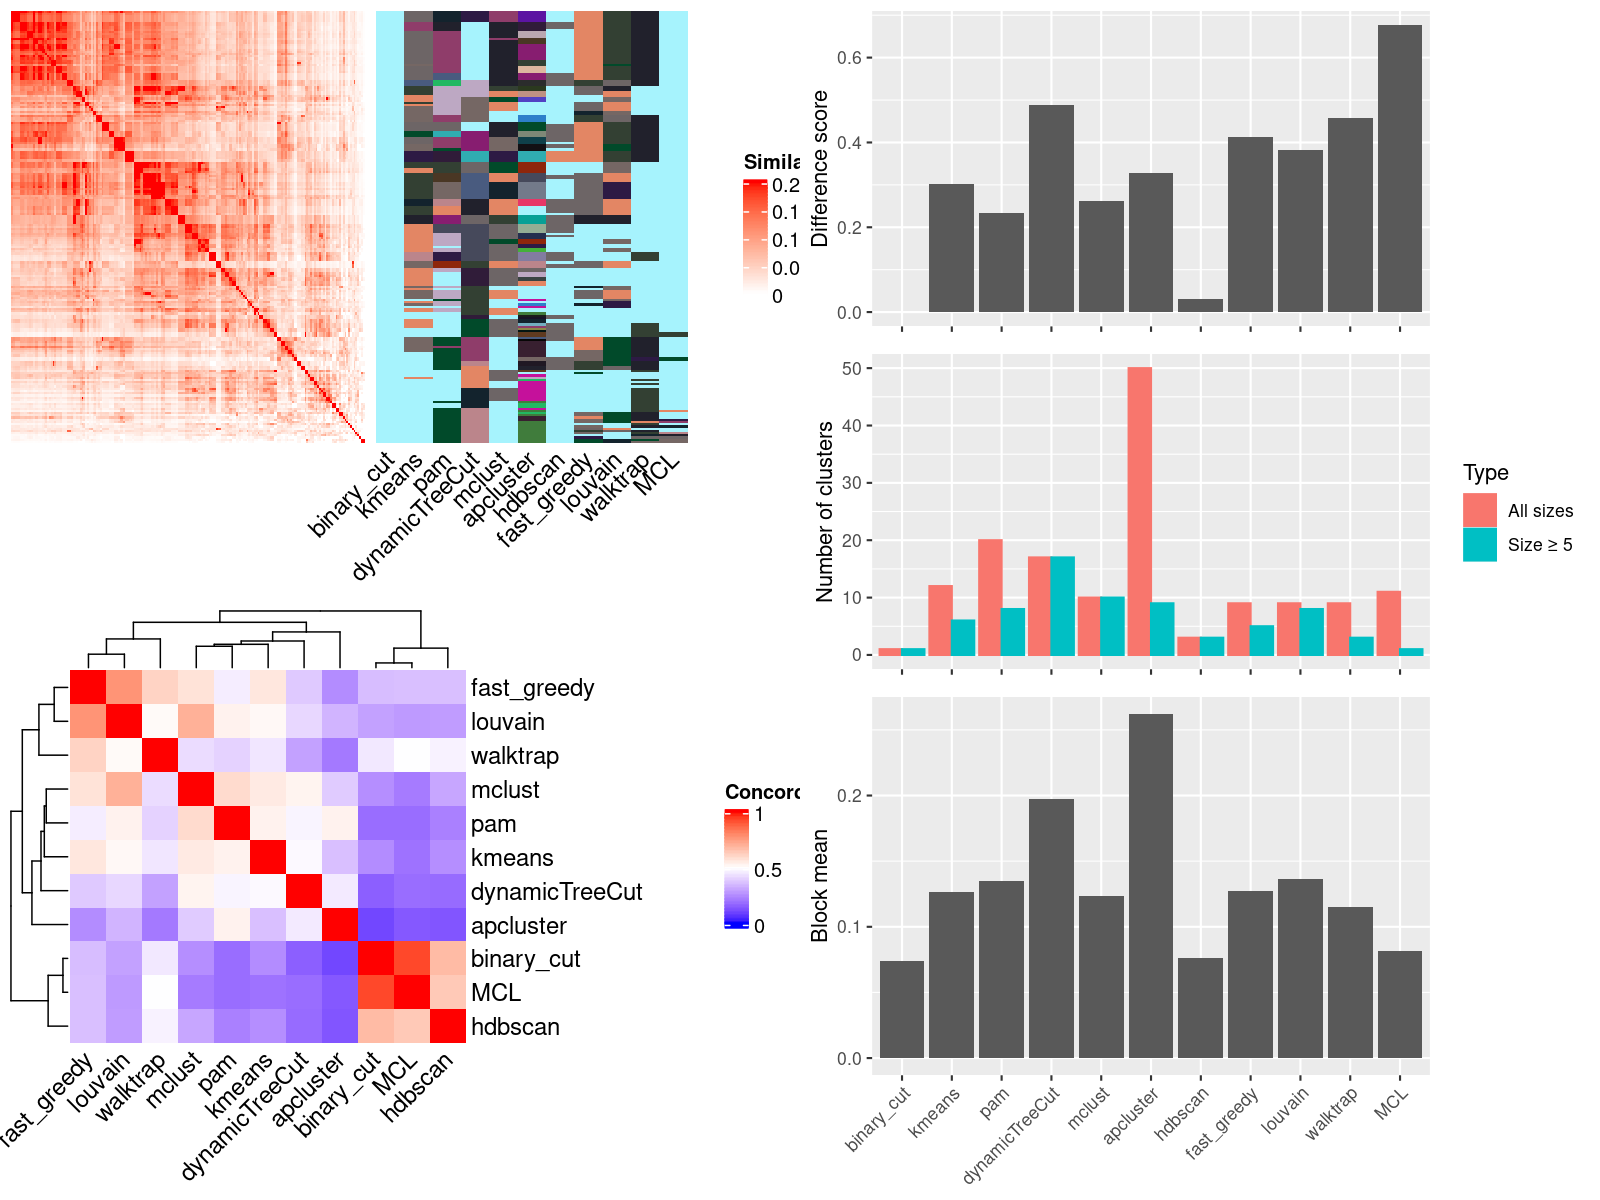 Simila
0.2
0.1
0.1
0.0
0
binary_cut
kmeans
pam
dynamicTreeCut
mclust
apcluster
hdbscan
fast_greedy
louvain
walktrap
MCL
fast_greedy
louvain
walktrap
mclust
pam
kmeans
dynamicTreeCut
apcluster
binary_cut
MCL
hdbscan
fast_greedy
louvain
walktrap
mclust
pam
kmeans
dynamicTreeCut
apcluster
binary_cut
MCL
hdbscan
Concord
1
0.5
0
Difference score
0.6
0.4
0.2
0.0
Number of clusters
50
40
30
20
10
0
Type
All sizes
Size ≥ 5
Block mean
0.2
0.1
0.0
binary_cut
kmeans
pam
dynamicTreeCut
mclust
apcluster
hdbscan
fast_greedy
louvain
walktrap
MCL